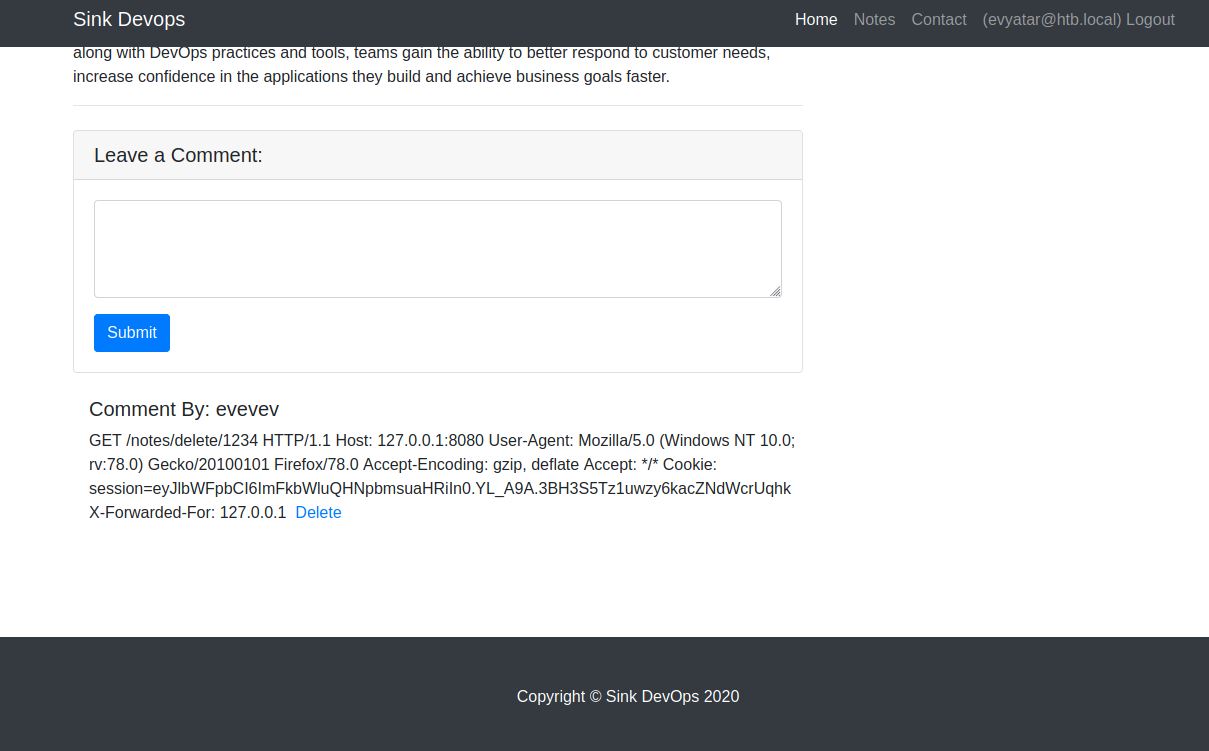 Sink Devops Home Notes Contact (evyatar@htb.local) Logout
along with DevOps practices and tools, teams gain the ability to better respond to customer needs,
increase confidence in the applications they build and achieve business goals faster.
Leave a Comment:
Submit
Comment By: evevev
GET /notes/delete/1234 HTTP/1.1 Host: 127.0.0.1:8080 User-Agent: Mozilla/5.0 (Windows NT 10.0;
rv:78.0) Gecko/20100101 Firefox/78.0 Accept-Encoding: gzip, deflate Accept: */* Cookie:
session=eyJlbWFpbCI6ImFkbWluQHNpbmsuaHRiIn0.YL_A9A.3BH3S5Tz1uwzy6kacZNdWcrUqhk
X-Forwarded-For: 127.0.0.1 Delete
Copyright © Sink DevOps 2020